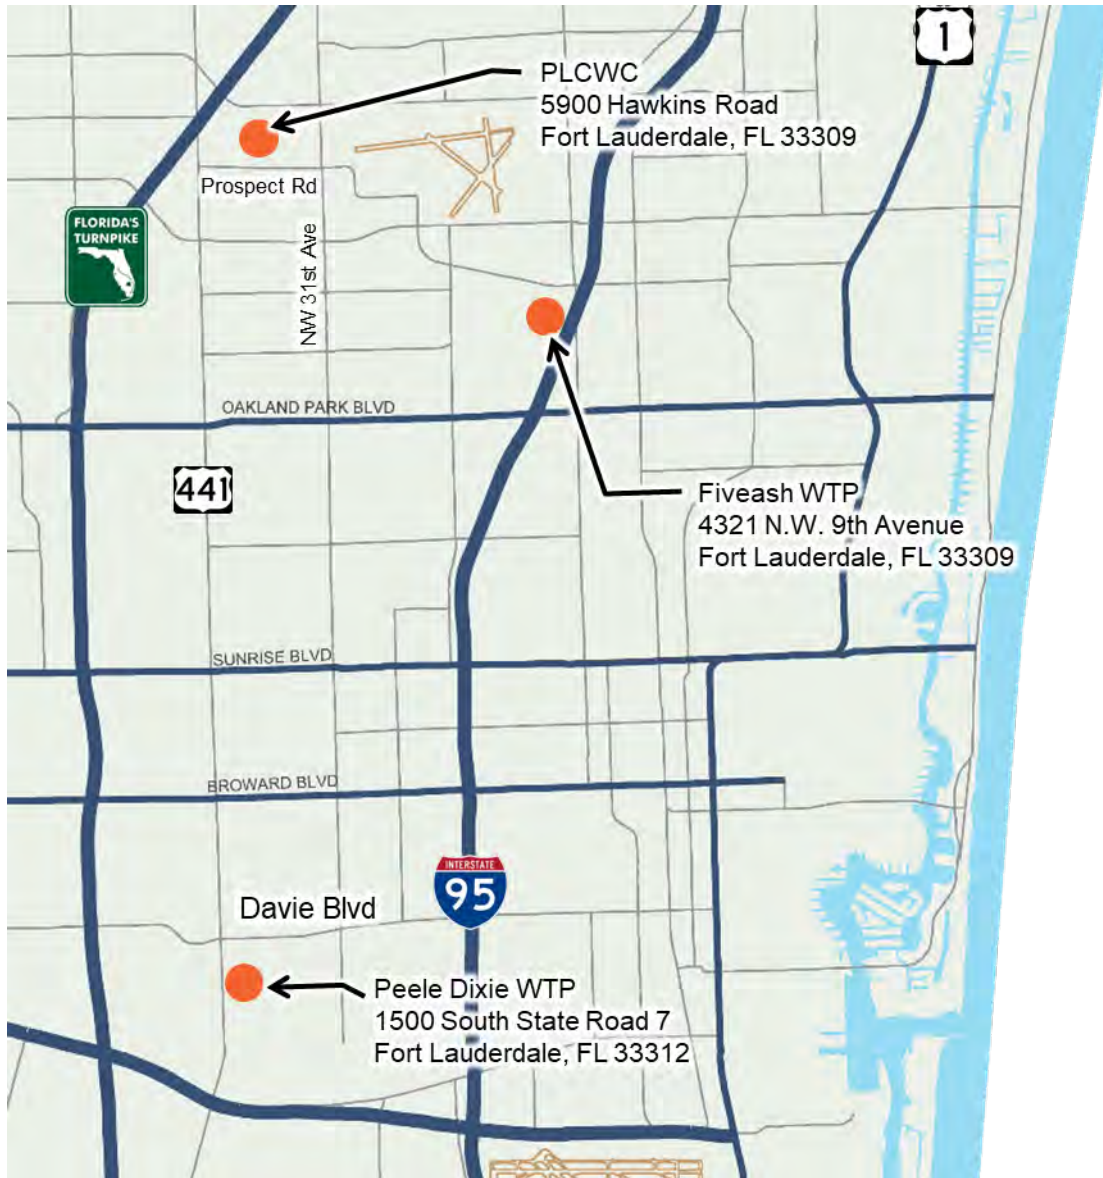 1
PLCWC
5900 Hawkins Road
Fort Lauderdale, FL 33309
Prospect Rd
FLORIDA'S
TURNPIKE
NW 31st Ave
OAKLAND PARK BLVD
441
Fiveash WTP
4321 N.W. 9th Avenue
Fort Lauderdale, FL 33309
SUNRISE BLVD
BROWARD BLVD
INTERSTATE
95
Davie Blvd
Peele Dixie WTP
1500 South State Road 7
Fort Lauderdale, FL 33312